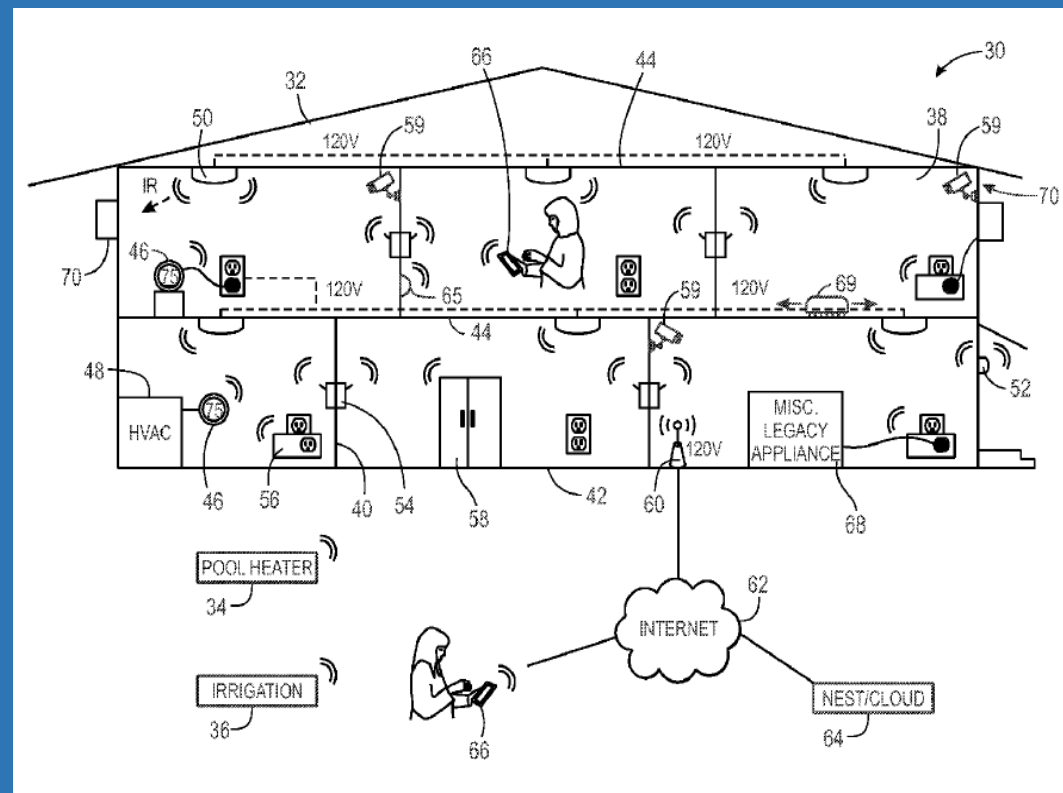 66
30
32
44
50
59
38
59
120V
120V
IR
70
46
75
70
65
120V
59
120V
69
44
48
75
52
HVAC
MISC.
LEGACY
APPLIANCE
120V
56
46
40
54
58
42
60
68
POOL HEATER
34
62
INTERNET
IRRIGATION
36
66
NEST/CLOUD
64